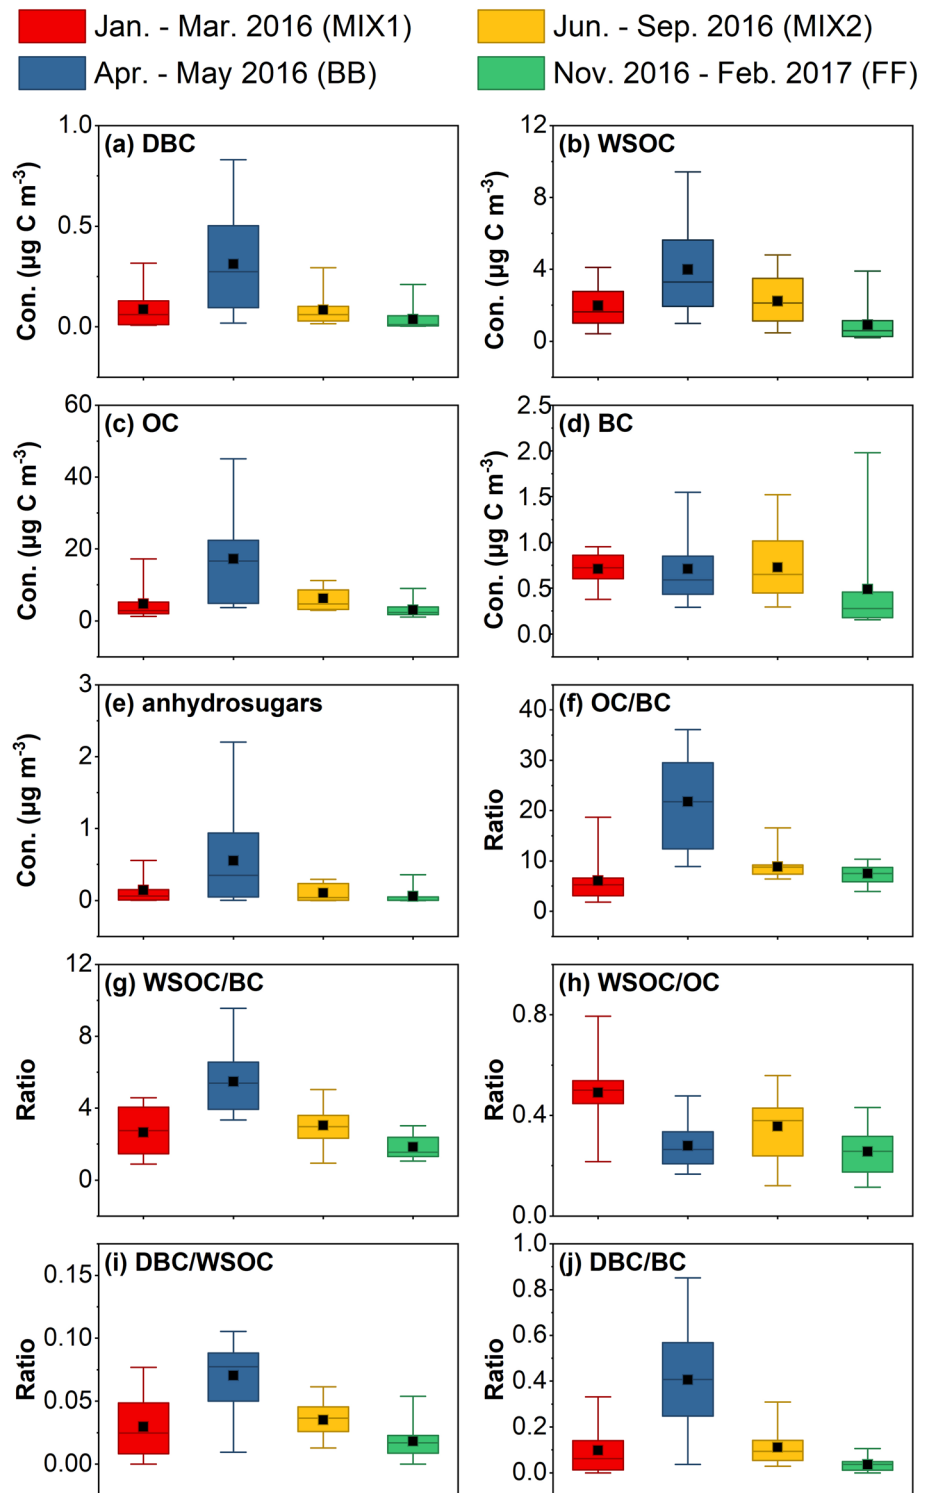 Jan. - Mar. 2016 (MIX1)
Jun. - Sep. 2016 (MIX2)
Apr. - May 2016 (BB)
Nov. 2016 - Feb. 2017 (FF)
(a) DBC
Con. (µg C m⁻³)
1.0
0.5
0.0
(b) WSOC
Con. (µg C m⁻³)
12
8
4
0
(c) OC
Con. (µg C m⁻³)
60
40
20
0
(d) BC
Con. (µg C m⁻³)
2.5
2.0
1.5
1.0
0.5
0.0
(e) anhydrosugars
Con. (µg m⁻³)
3
2
1
0
(f) OC/BC
Ratio
40
30
20
10
0
(g) WSOC/BC
Ratio
12
8
4
0
(h) WSOC/OC
Ratio
0.8
0.4
0.0
(i) DBC/WSOC
Ratio
0.15
0.10
0.05
0.00
(j) DBC/BC
Ratio
1.0
0.8
0.6
0.4
0.2
0.0